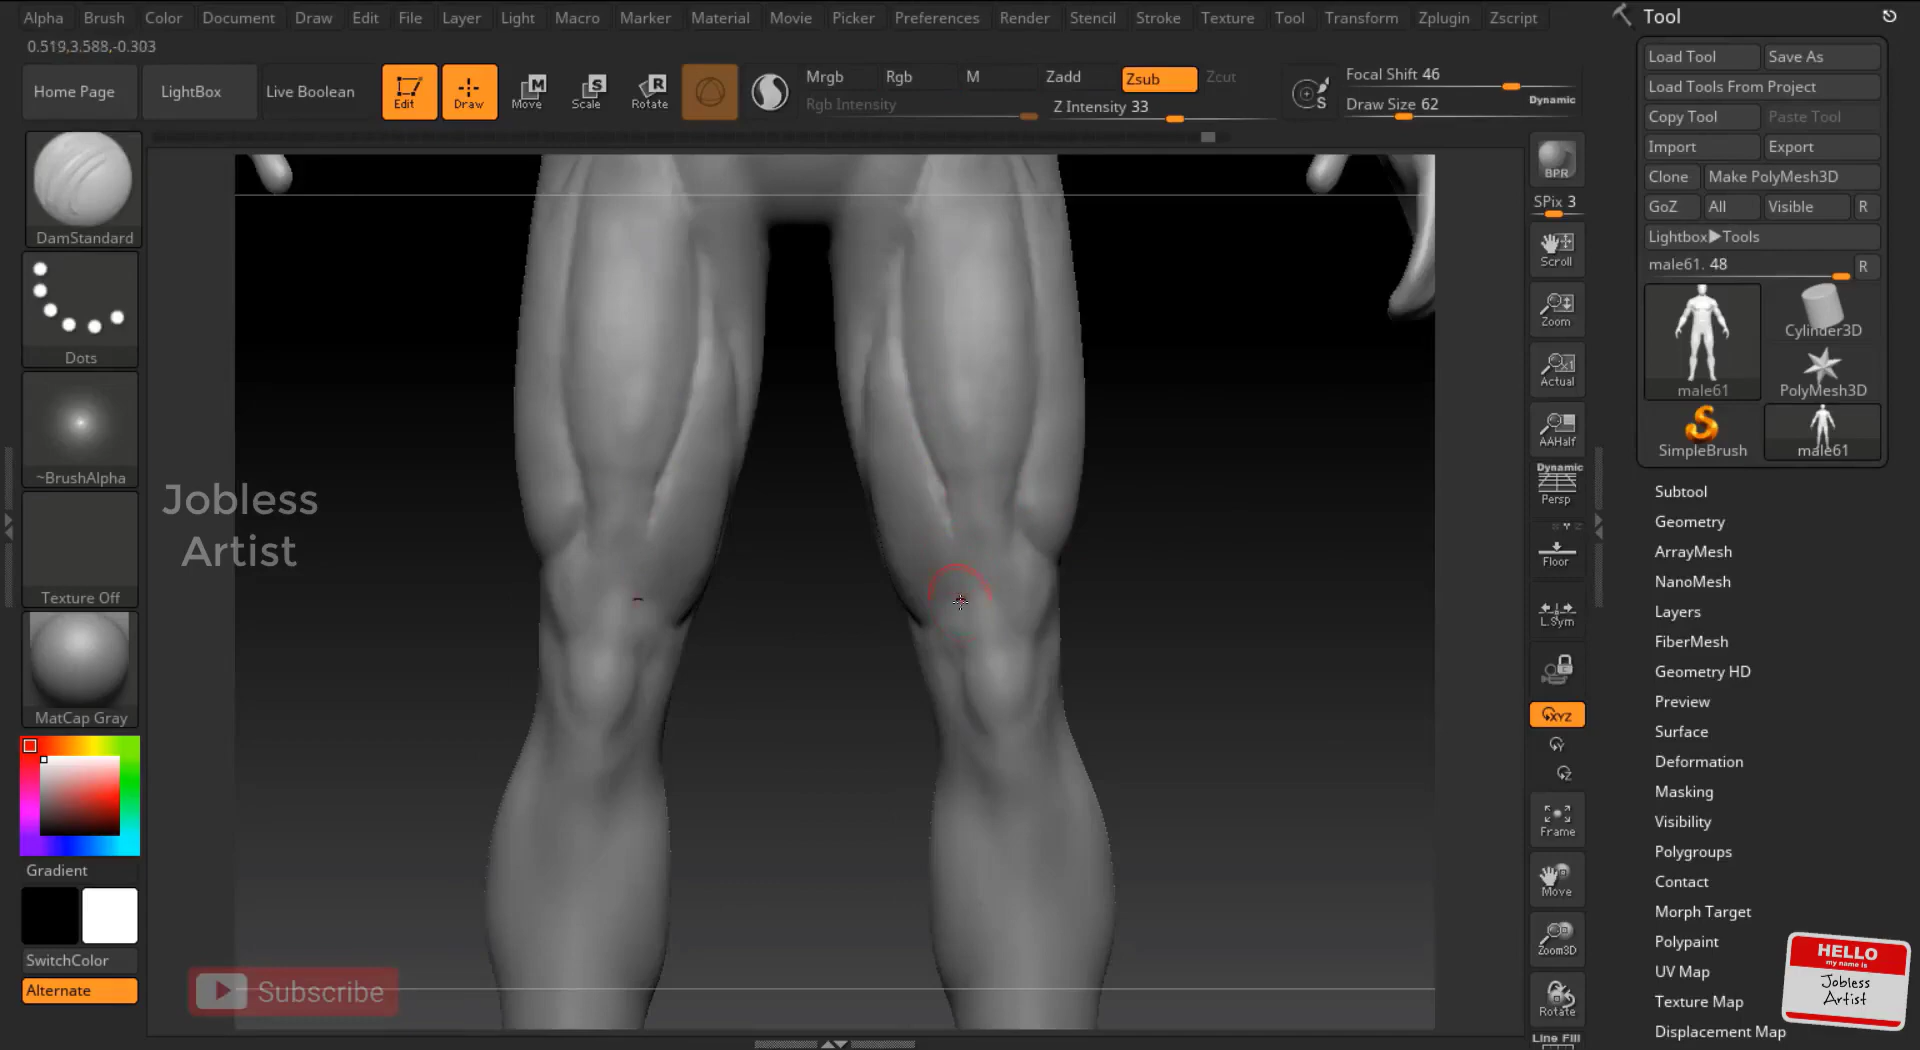 Alpha Brush Color Document Draw Edit File Layer Light Macro Marker Material Movie Picker Preferences Render Stencil Stroke Texture Tool Transform Zplugin Zscript
0.519,3.588,-0.303
Home Page
LightBox
Live Boolean
Edit
Draw
Move
Scale
Rotate
Mrgb
Rgb
M
Rgb Intensity
Zadd
Zsub
Zcut
Z Intensity 33
S
Focal Shift 46
Draw Size 62
Dynamic
DamStandard
Dots
~BrushAlpha
Texture Off
MatCap Gray
Gradient
SwitchColor
Alternate
Jobless
Artist
Subscribe
BPR
SPix 3
Scroll
Zoom
Actual
AAHalf
Dynamic
Persp
Floor
L.Sym
XYZ
Y
Z
Frame
Move
Zoom3D
Rotate
Line Fill
Tool
Load Tool
Save As
Load Tools From Project
Copy Tool
Paste Tool
Import
Export
Clone
Make PolyMesh3D
GoZ
All
Visible
R
Lightbox▶Tools
male61. 48
R
male61
Cylinder3D
PolyMesh3D
SimpleBrush
male61
Subtool
Geometry
ArrayMesh
NanoMesh
Layers
FiberMesh
Geometry HD
Preview
Surface
Deformation
Masking
Visibility
Polygroups
Contact
Morph Target
Polypaint
UV Map
Texture Map
Displacement Map
HELLO
my name is
Jobless
Artist